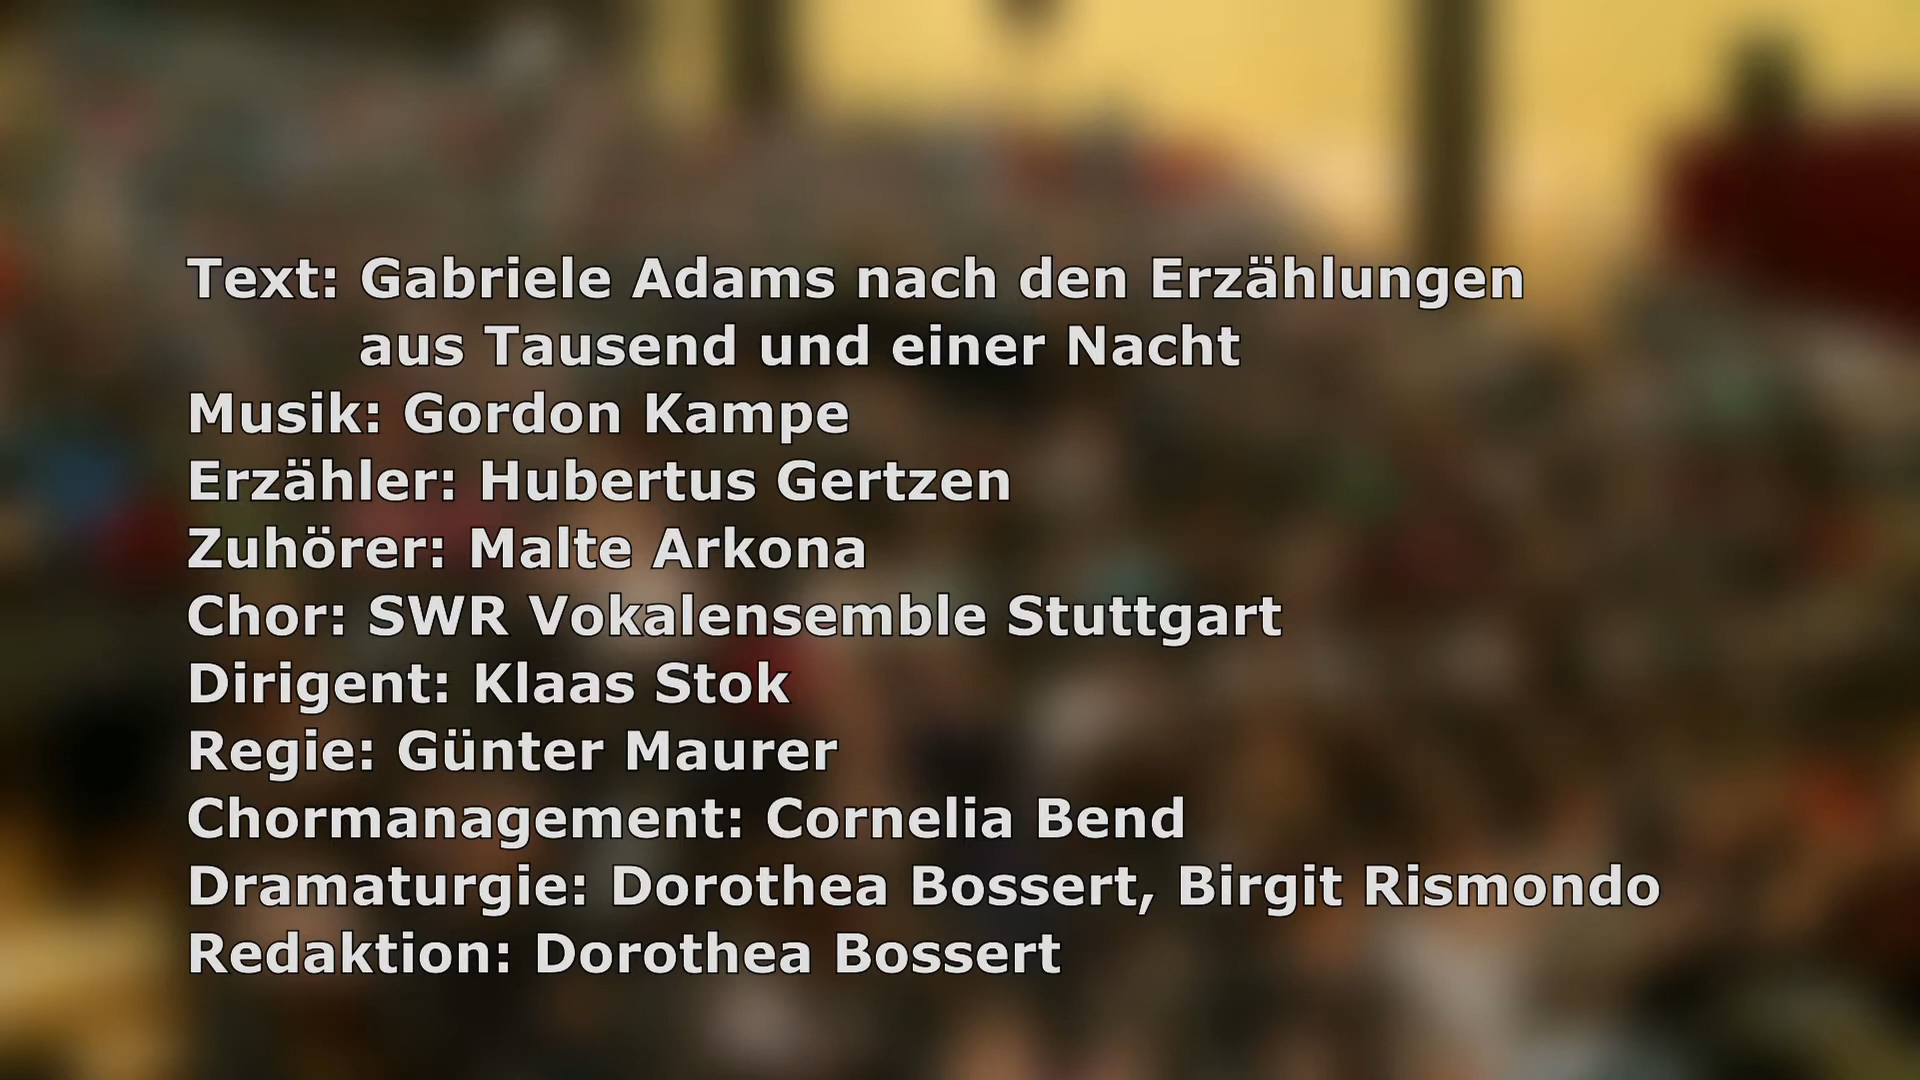 Text: Gabriele Adams nach den Erzählungen
aus Tausend und einer Nacht
Musik: Gordon Kampe
Erzähler: Hubertus Gertzen
Zuhörer: Malte Arkona
Chor: SWR Vokalensemble Stuttgart
Dirigent: Klaas Stok
Regie: Günter Maurer
Chormanagement: Cornelia Bend
Dramaturgie: Dorothea Bossert, Birgit Rismondo
Redaktion: Dorothea Bossert